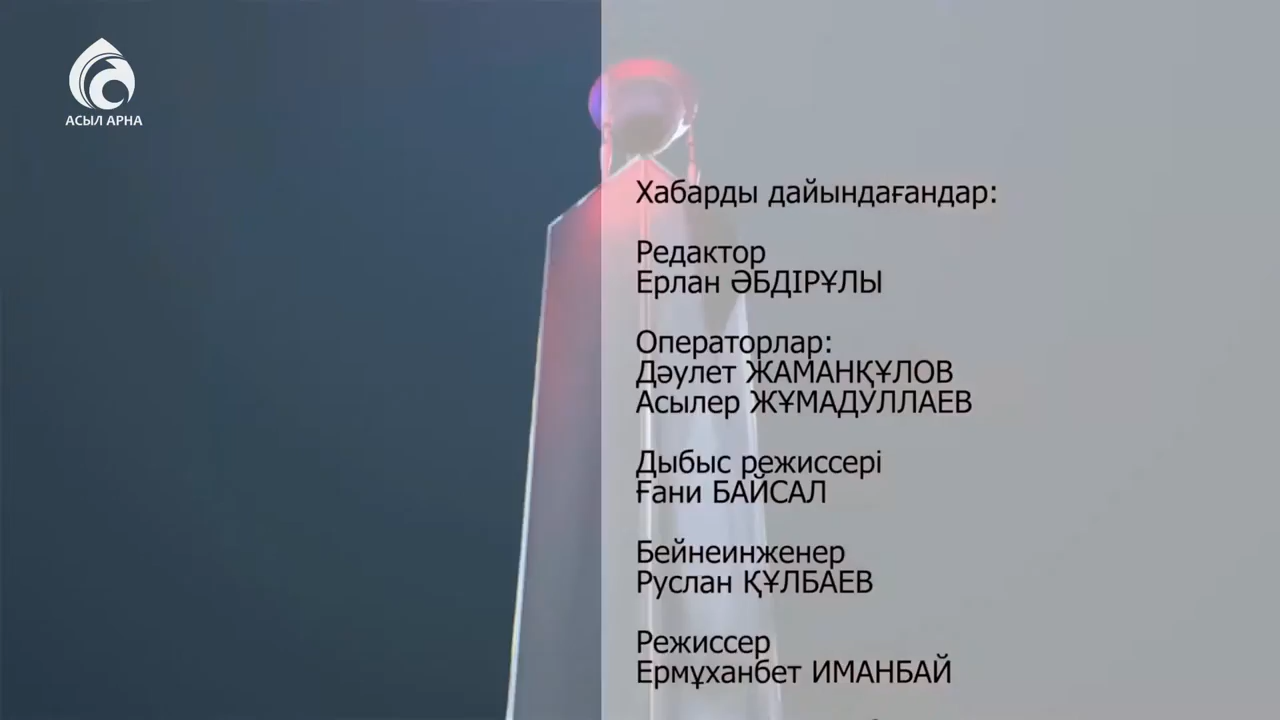 АСЫЛ АРНА
Хабарды дайындағандар:
Редактор
Ерлан ӘБДІРҰЛЫ
Операторлар:
Дәулет ЖАМАНҚҰЛОВ
Асылер ЖҰМАДУЛЛАЕВ
Дыбыс режиссері
Ғани БАЙСАЛ
Бейнеинженер
Руслан ҚҰЛБАЕВ
Режиссер
Ермұханбет ИМАНБАЙ